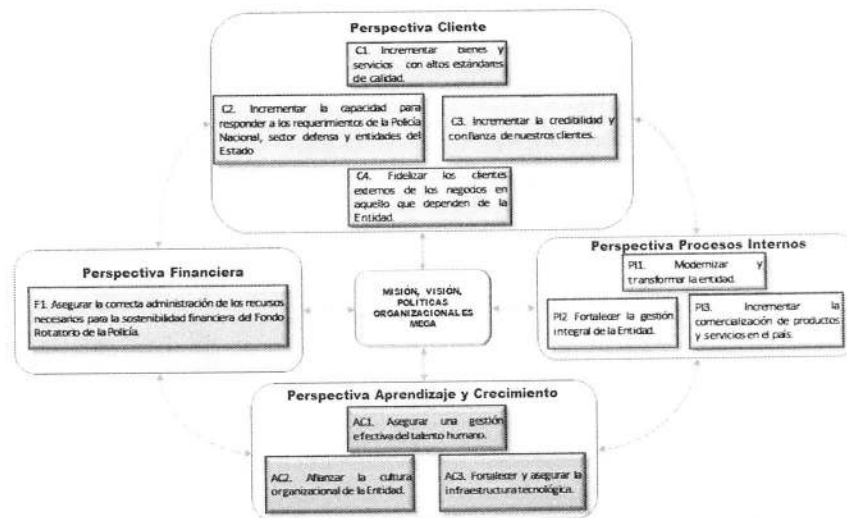 Perspectiva Cliente
C1. Incrementar bienes y
servicios con altos estándares
de calidad.
C2. Incrementar la capacidad para
responder a los requerimientos de la Policía
Nacional, sector defensa y entidades del
Estado
C3. Incrementar la credibilidad y
confianza de nuestros clientes.
C4. Fidelizar los clientes
externos de los negocios en
aquello que dependen de la
Entidad.
Perspectiva Financiera
F1. Asegurar la correcta administración de los recursos
necesarios para la sostenibilidad financiera del Fondo
Rotatorio de la Policía.
MISIÓN, VISIÓN,
POLÍTICAS
ORGANIZACIONALES
MEGA
Perspectiva Procesos Internos
PI1. Modernizar y
transformar la entidad.
PI2 Fortalecer la gestión
integral de la Entidad.
PI3. Incrementar la
comercialización de productos
y servicios en el país.
Perspectiva Aprendizaje y Crecimiento
AC1. Asegurar una gestión
efectiva del talento humano.
AC2. Afianzar la cultura
organizacional de la Entidad.
AC3. Fortalecer y asegurar la
infraestructura tecnológica.